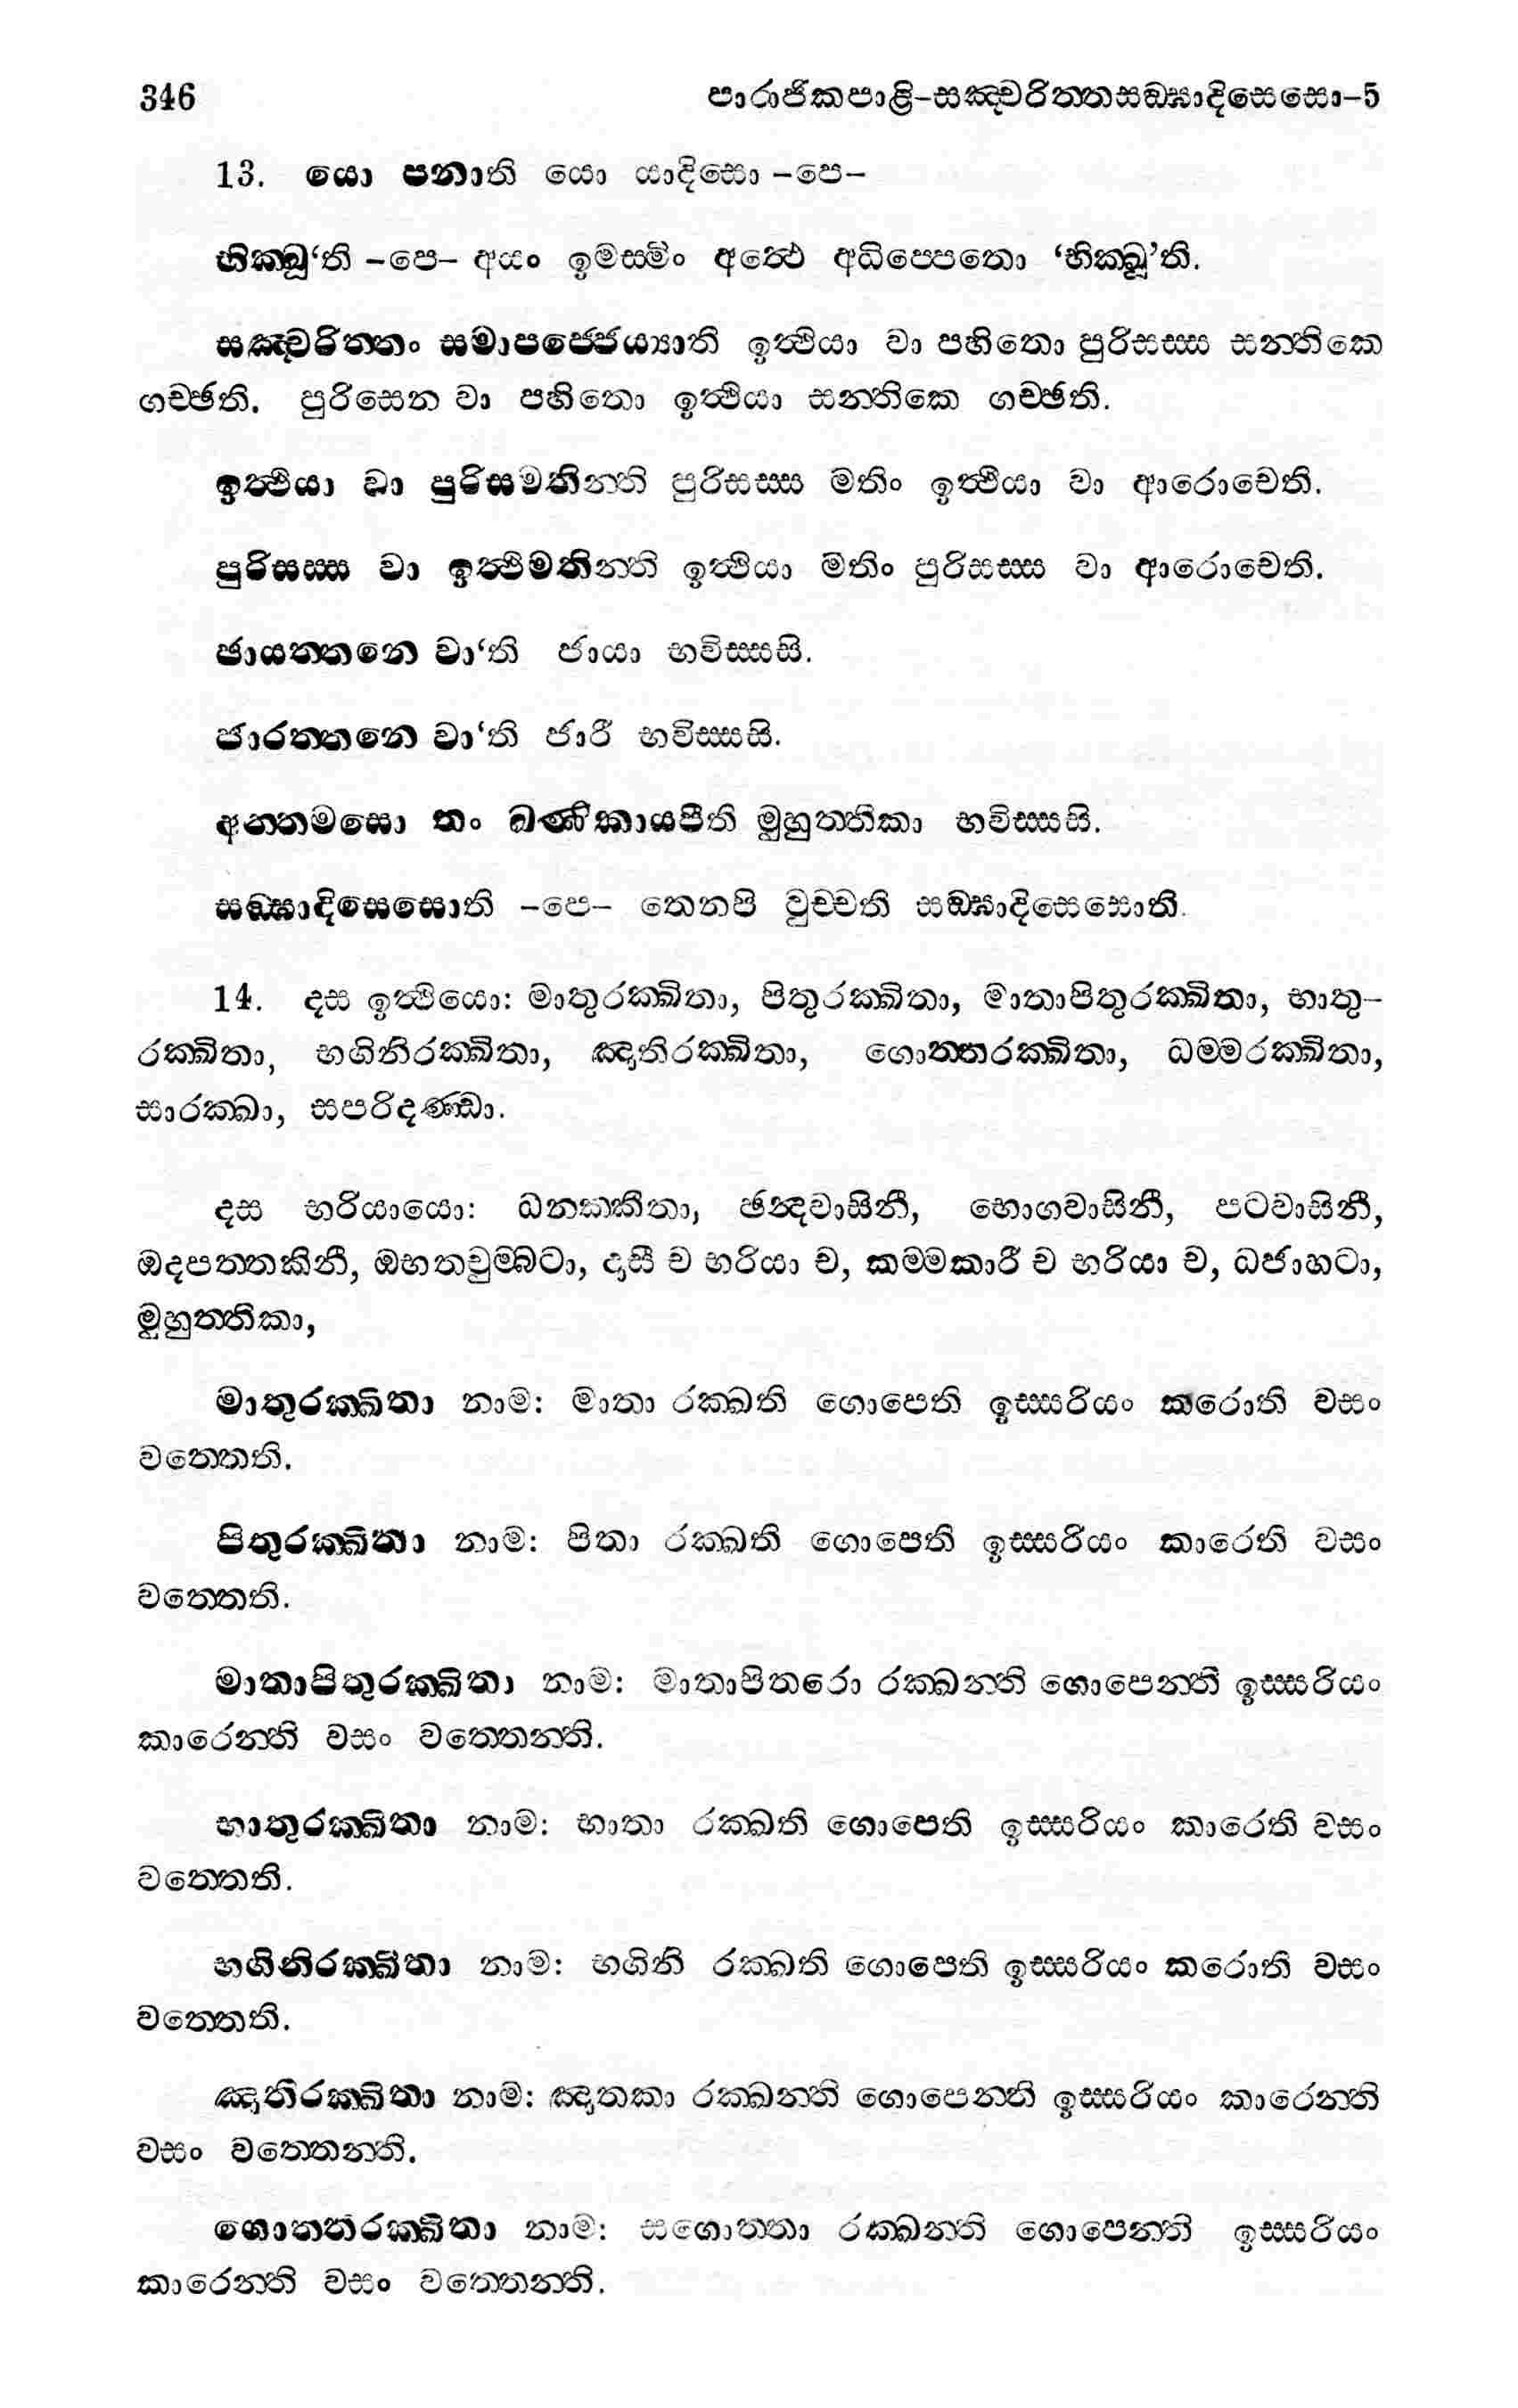 346 පාරාජිකපාළි-සඤ්චරිත්තසඞ්ඝාදිසෙසො-5
13. යො පනාති යො යාදිසො -පෙ-
භික්ඛූ‘ති -පෙ- අයං ඉමස්මිං අත්ථෙ අධිප්පෙතො ‘භික්ඛූ’ති.
සඤ්චරිත්තං සමාපජ්ජෙය්‍යාති ඉත්ථියා වා පහිතො පුරිසස්ස සන්තිකෙ
ගච්ඡති. පුරිසෙන වා පහිතො ඉත්ථියා සන්තිකෙ ගච්ඡති.
ඉත්ථියා වා පුරිසමතින්ති පුරිසස්ස මතිං ඉත්ථියා වා ආරොචෙති.
පුරිසස්ස වා ඉත්ථිමතින්ති ඉත්ථියා මතිං පුරිසස්ස වා ආරොචෙති.
ජායත්තනෙ වා‘ති ජායා භවිස්සසි.
ජාරත්තනෙ වා‘ති ජාරී භවිස්සසි.
අන්තමසො තං ඛණිකායපීති මුහුත්තිකා භවිස්සසි.
සඞ්ඝාදිසෙසොති -පෙ- තෙනපි වුච්චති සඞ්ඝාදිසෙසොති.
14. දස ඉත්ථියො: මාතුරක්ඛිතා, පිතුරක්ඛිතා, මාතාපිතුරක්ඛිතා, භාතු-
රක්ඛිතා, භගිනිරක්ඛිතා, ඤාතිරක්ඛිතා, ගොත්තරක්ඛිතා, ධම්මරක්ඛිතා,
සාරක්ඛා, සපරිදණ්ඩා.
දස භරියායො: ධනක්කීතා, ඡන්දවාසිනී, භොගවාසිනී, පටවාසිනී,
ඔදපත්තකිනී, ඔභතචුම්බටා, දාසී ච භරියා ච, කම්මකාරී ච භරියා ච, ධජාහටා,
මුහුත්තිකා,
මාතුරක්ඛිතා නාම: මාතා රක්ඛති ගොපෙති ඉස්සරියං කරොති වසං
වත්තෙති.
පිතුරක්ඛිතා නාම: පිතා රක්ඛති ගොපෙති ඉස්සරියං කාරෙති වසං
වත්තෙති.
මාතාපිතුරක්ඛිතා නාම: මාතාපිතරො රක්ඛන්ති ගොපෙන්ති ඉස්සරියං
කාරෙන්ති වසං වත්තෙන්ති.
භාතුරක්ඛිතා නාම: භාතා රක්ඛති ගොපෙති ඉස්සරියං කාරෙති වසං
වත්තෙති.
භගිනිරක්ඛිතා නාම: භගිනි රක්ඛති ගොපෙති ඉස්සරියං කරොති වසං
වත්තෙති.
ඤාතිරක්ඛිතා නාම: ඤාතකා රක්ඛන්ති ගොපෙන්ති ඉස්සරියං කාරෙන්ති
වසං වත්තෙන්ති.
ගොත්තරක්ඛිතා නාම: සගොත්තා රක්ඛන්ති ගොපෙන්ති ඉස්සරියං
කාරෙන්ති වසං වත්තෙන්ති.